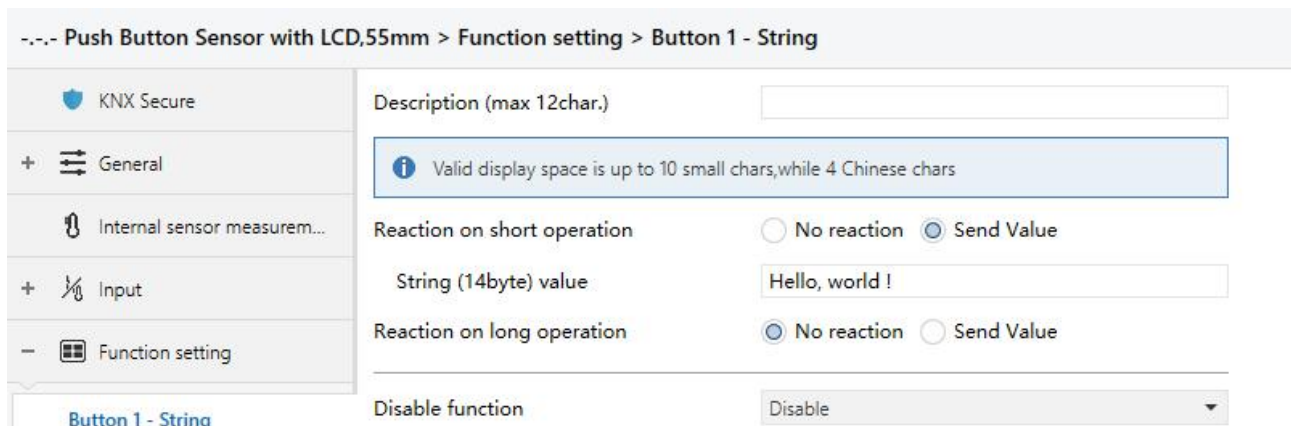 -.-.- Push Button Sensor with LCD,55mm > Function setting > Button 1 - String
KNX Secure
Description (max 12char.)
+ General
Valid display space is up to 10 small chars,while 4 Chinese chars
Internal sensor measurem...
Reaction on short operation No reaction Send Value
+ Input
String (14byte) value Hello, world !
Reaction on long operation No reaction Send Value
− Function setting
Button 1 - String
Disable function Disable